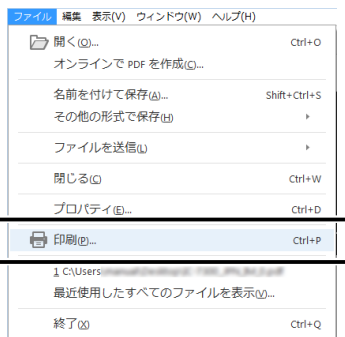 ファイル 編集 表示(V) ウィンドウ(W) ヘルプ(H)
開く(O)... Ctrl+O
オンラインで PDF を作成(C)...
名前を付けて保存(A)... Shift+Ctrl+S
その他の形式で保存(H)
ファイルを送信(L)
閉じる(C) Ctrl+W
プロパティ(E)... Ctrl+D
印刷(P)... Ctrl+P
1 C:\Users
最近使用したすべてのファイルを表示(V)...
終了(X) Ctrl+Q